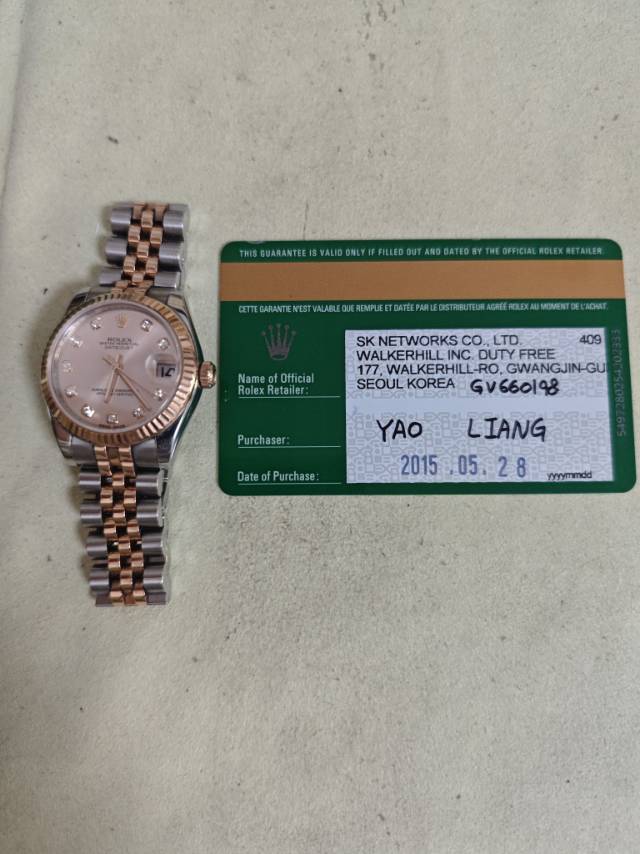 ROLEX
OYSTER PERPETUAL
DATEJUST
THIS GUARANTEE IS VALID ONLY IF FILLED OUT AND DATED BY THE OFFICIAL ROLEX RETAILER
CETTE GARANTIE N'EST VALABLE QUE REMPLIE ET DATÉE PAR LE DISTRIBUTEUR AGRÉÉ ROLEX AU MOMENT DE L'ACHAT.
SK NETWORKS CO., LTD. 409
WALKERHILL INC. DUTY FREE
177, WALKERHILL-RO, GWANGJIN-GU
SEOUL KOREA GV660198
Name of Official
Rolex Retailer:
Purchaser: YAO LIANG
Date of Purchase: 2015.05.28 yyyymmdd